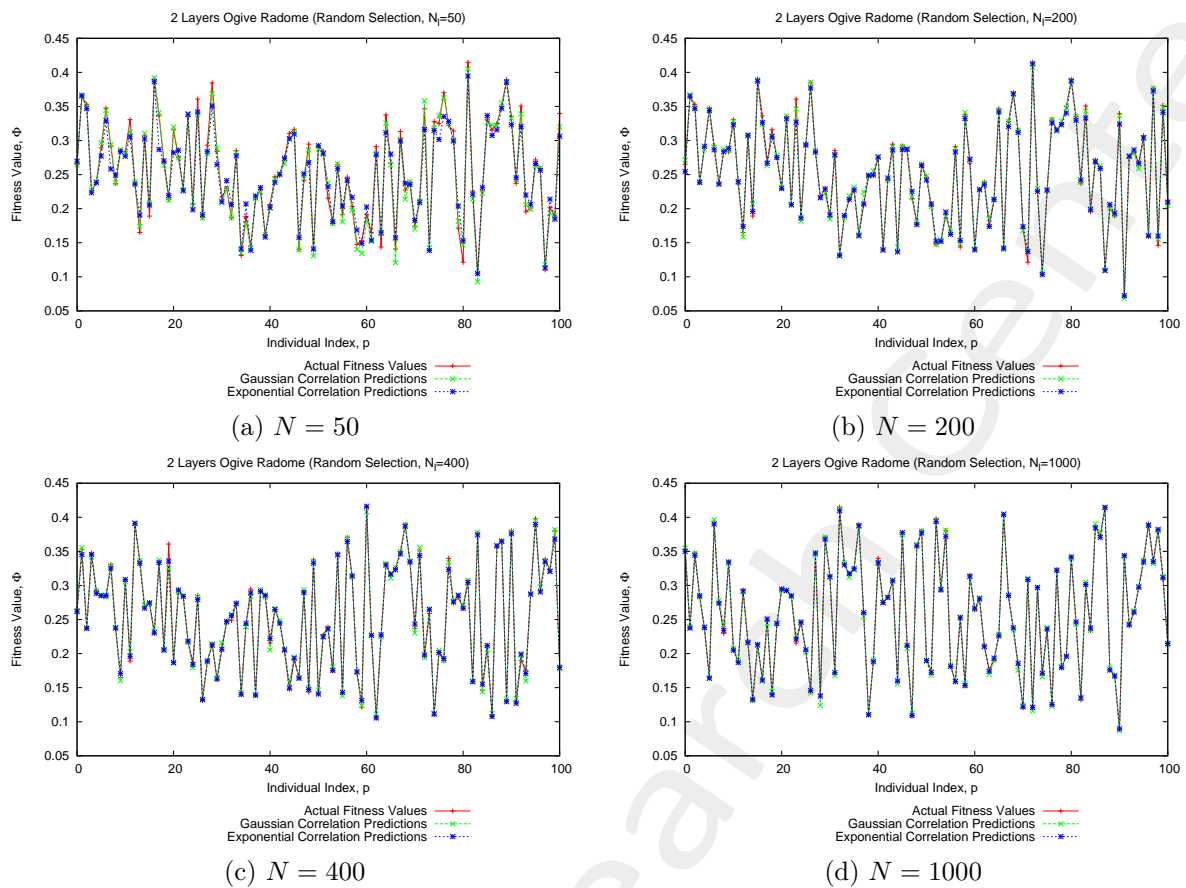 2 Layers Ogive Radome (Random Selection, N_l=50)
0.45
0.4
0.35
0.3
0.25
0.2
0.15
0.1
0.05
Fitness Value, Φ
0 20 40 60 80 100
Individual Index, p
Actual Fitness Values
Gaussian Correlation Predictions
Exponential Correlation Predictions
(a) N = 50
2 Layers Ogive Radome (Random Selection, N_l=200)
0.45
0.4
0.35
0.3
0.25
0.2
0.15
0.1
0.05
Fitness Value, Φ
0 20 40 60 80 100
Individual Index, p
Actual Fitness Values
Gaussian Correlation Predictions
Exponential Correlation Predictions
(b) N = 200
2 Layers Ogive Radome (Random Selection, N_l=400)
0.45
0.4
0.35
0.3
0.25
0.2
0.15
0.1
0.05
Fitness Value, Φ
0 20 40 60 80 100
Individual Index, p
Actual Fitness Values
Gaussian Correlation Predictions
Exponential Correlation Predictions
(c) N = 400
2 Layers Ogive Radome (Random Selection, N_l=1000)
0.45
0.4
0.35
0.3
0.25
0.2
0.15
0.1
0.05
Fitness Value, Φ
0 20 40 60 80 100
Individual Index, p
Actual Fitness Values
Gaussian Correlation Predictions
Exponential Correlation Predictions
(d) N = 1000